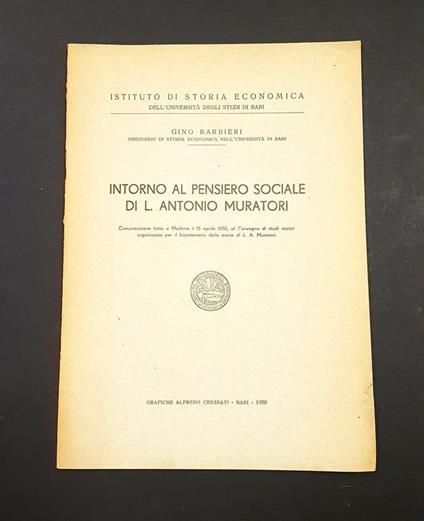 ISTITUTO DI STORIA ECONOMICA
DELL'UNIVERSITÀ DEGLI STUDI DI BARI
GINO BARBIERI
ORDINARIO DI STORIA ECONOMICA NELL'UNIVERSITÀ DI BARI
INTORNO AL PENSIERO SOCIALE
DI L. ANTONIO MURATORI
Comunicazione fatta a Modena il 15 aprile 1950, al Convegno di studi storici
organizzato per il bicentenario della morte di L. A. Muratori.
GRAFICHE ALFREDO CRESSATI - BARI - 1950